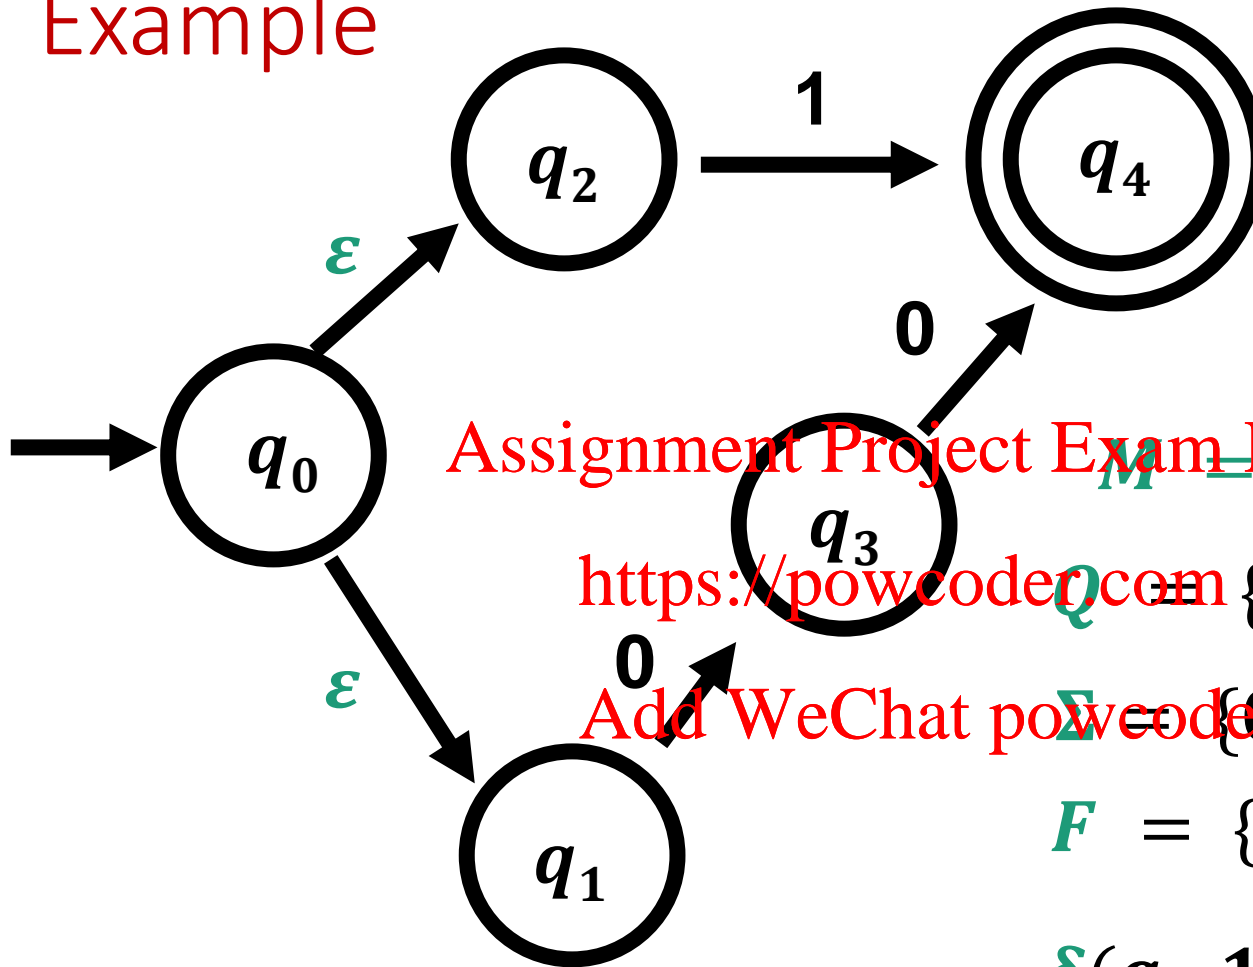 Example
1
q2
q4
ε
0
q0
Assignment Project Exam
M =
q3
https://powcoder.com
Q = {
0
ε
Add WeChat powcode
Σ = {
F = {
q1